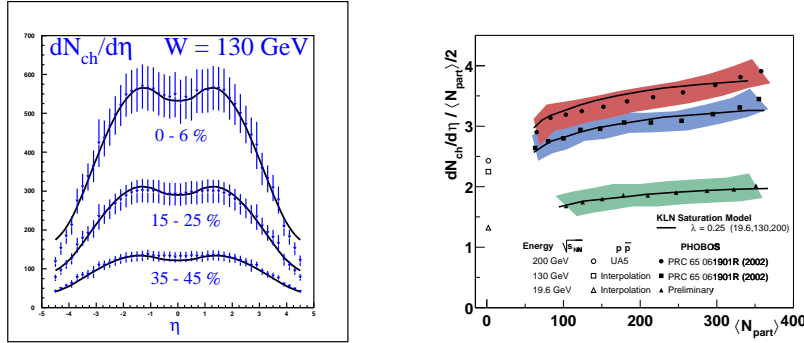 dN_ch/dη W = 130 GeV
700
600
500
400
300
200
100
0
0 - 6 %
15 - 25 %
35 - 45 %
-5 -4 -3 -2 -1 0 1 2 3 4 5
η
dN_ch/dη / ⟨N_part⟩/2
4
3
2
1
0
KLN Saturation Model
λ = 0.25 (19.6,130,200)
Energy √s_NN p p̄ PHOBOS
200 GeV UA5 PRC 65 061901R (2002)
130 GeV Interpolation PRC 65 061901R (2002)
19.6 GeV Interpolation Preliminary
0 100 200 300 400
⟨N_part⟩